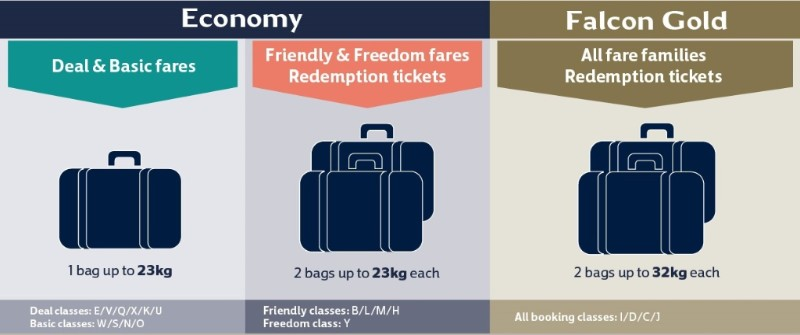 Economy
Deal & Basic fares
1 bag up to 23kg
Deal classes: E/V/Q/X/K/U
Basic classes: W/S/N/O
Friendly & Freedom fares
Redemption tickets
2 bags up to 23kg each
Friendly classes: B/L/M/H
Freedom class: Y
Falcon Gold
All fare families
Redemption tickets
2 bags up to 32kg each
All booking classes: I/D/C/J